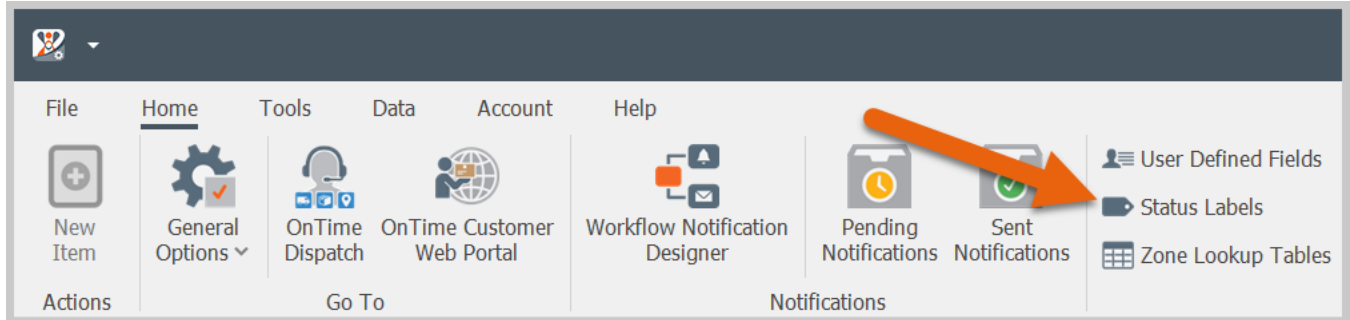 File Home Tools Data Account Help
New
Item
General
Options
OnTime
Dispatch
OnTime Customer
Web Portal
Workflow Notification
Designer
Pending
Notifications
Sent
Notifications
User Defined Fields
Status Labels
Zone Lookup Tables
Actions
Go To
Notifications